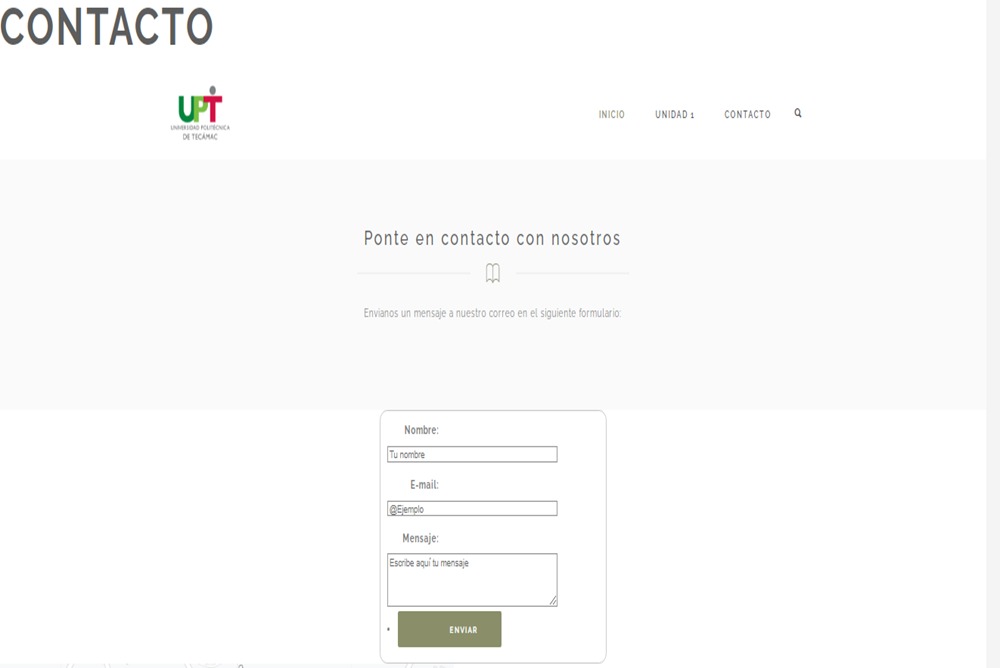 CONTACTO
UPT
UNIVERSIDAD POLITÉCNICA
DE TECÁMAC
INICIO UNIDAD 1 CONTACTO
Ponte en contacto con nosotros
Envianos un mensaje a nuestro correo en el siguiente formulario:
Nombre:
Tu nombre
E-mail:
@Ejemplo
Mensaje:
Escribe aquí tu mensaje
ENVIAR